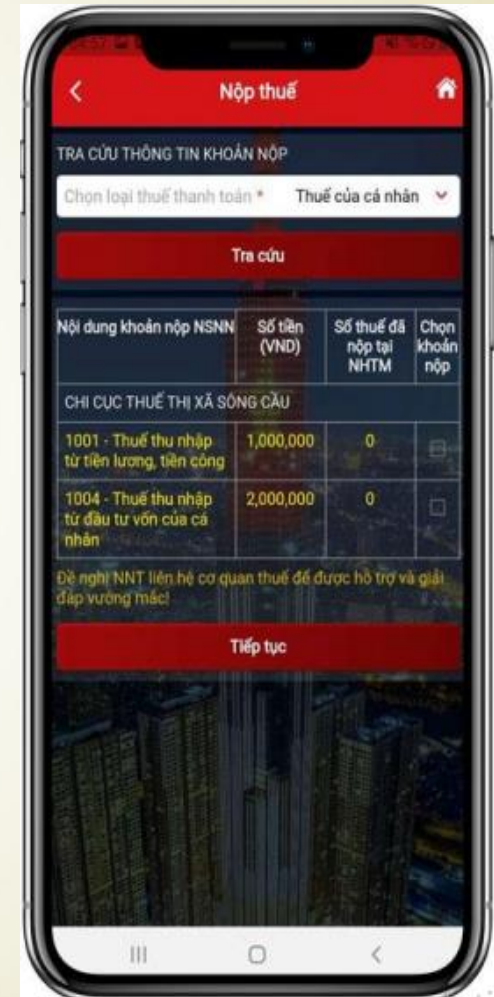 Nộp thuế
TRA CỨU THÔNG TIN KHOẢN NỘP
Chọn loại thuế thanh toán * Thuế của cá nhân
Tra cứu
Nội dung khoản nộp NSNN
Số tiền
(VND)
Số thuế đã
nộp tại
NHTM
Chọn
khoản
nộp
CHI CỤC THUẾ THỊ XÃ SÔNG CẦU
1001 - Thuế thu nhập
từ tiền lương, tiền công
1,000,000
0
1004 - Thuế thu nhập
từ đầu tư vốn của cá
nhân
2,000,000
0
Đề nghị NNT liên hệ cơ quan thuế để được hỗ trợ và giải
đáp vướng mắc!
Tiếp tục